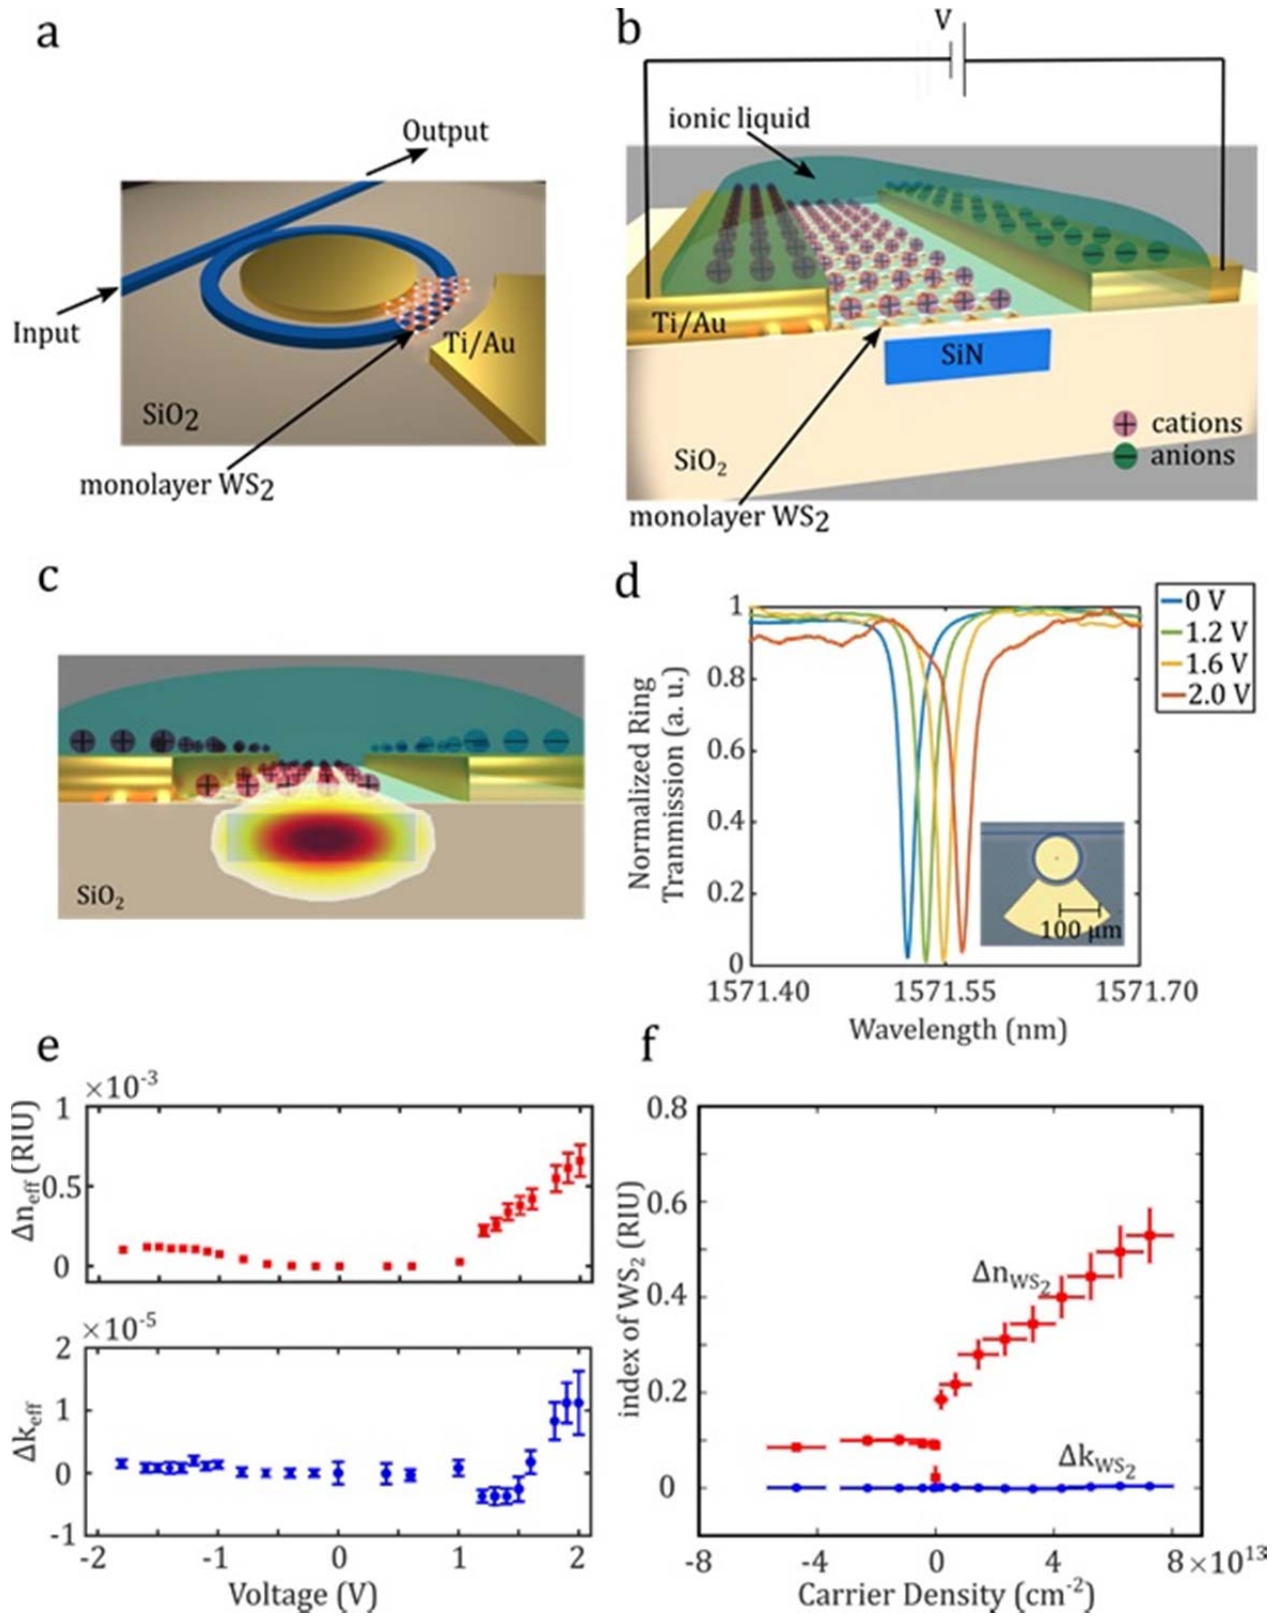 a
Output
Input
Ti/Au
SiO2
monolayer WS2
b
V
ionic liquid
Ti/Au
SiN
cations
anions
SiO2
monolayer WS2
c
SiO2
d
Normalized Ring
Tranmission (a. u.)
1
0.8
0.6
0.4
0.2
0
1571.40
1571.55
1571.70
Wavelength (nm)
0 V
1.2 V
1.6 V
2.0 V
100 μm
e
×10-3
Δneff (RIU)
1
0.5
0
×10-5
Δkeff
2
1
0
-1
-2
-1
0
1
2
Voltage (V)
f
index of WS2 (RIU)
0.8
0.6
0.4
0.2
0
ΔnWS2
ΔkWS2
-8
-4
0
4
8 ×1013
Carrier Density (cm-2)